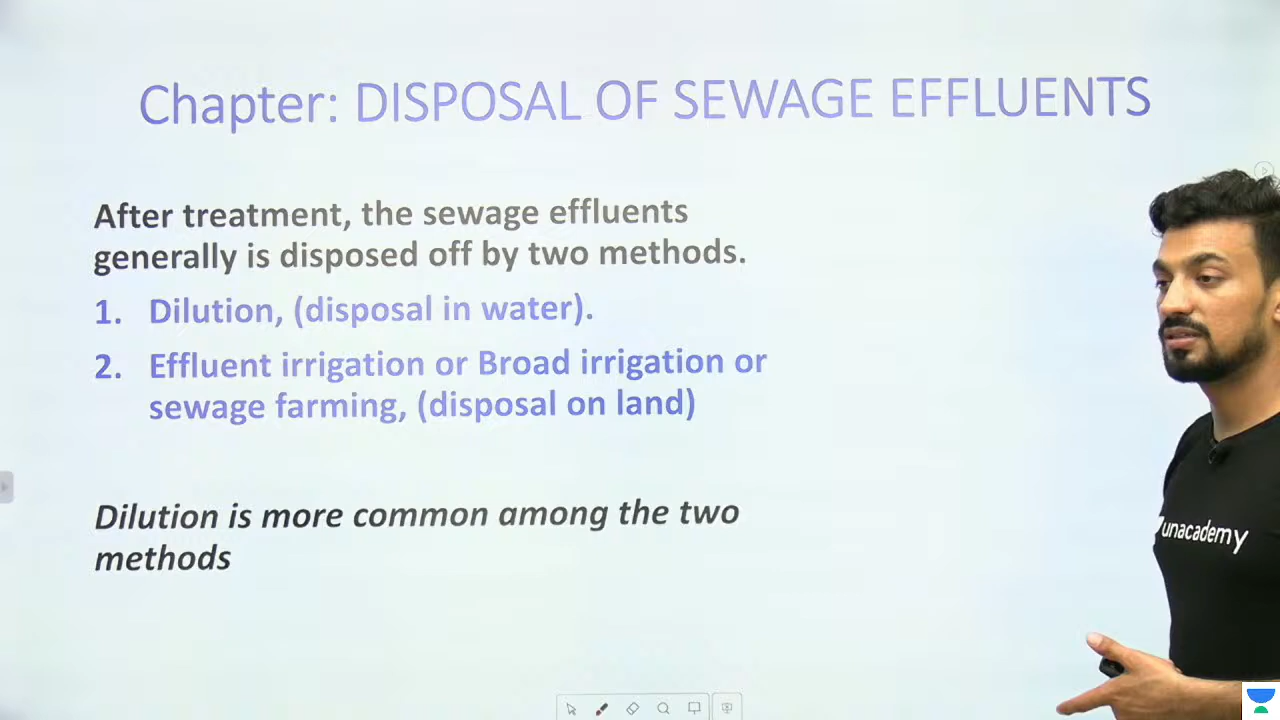 Chapter: DISPOSAL OF SEWAGE EFFLUENTS
After treatment, the sewage effluents
generally is disposed off by two methods.
1. Dilution, (disposal in water).
2. Effluent irrigation or Broad irrigation or
sewage farming, (disposal on land)
Dilution is more common among the two
methods
unacademy